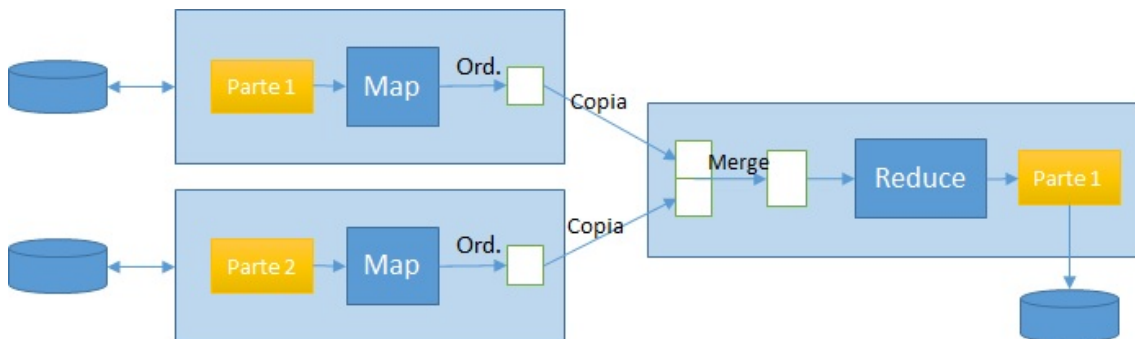 Parte 1
Map
Ord.
Copia
Parte 2
Map
Ord.
Copia
Merge
Reduce
Parte 1